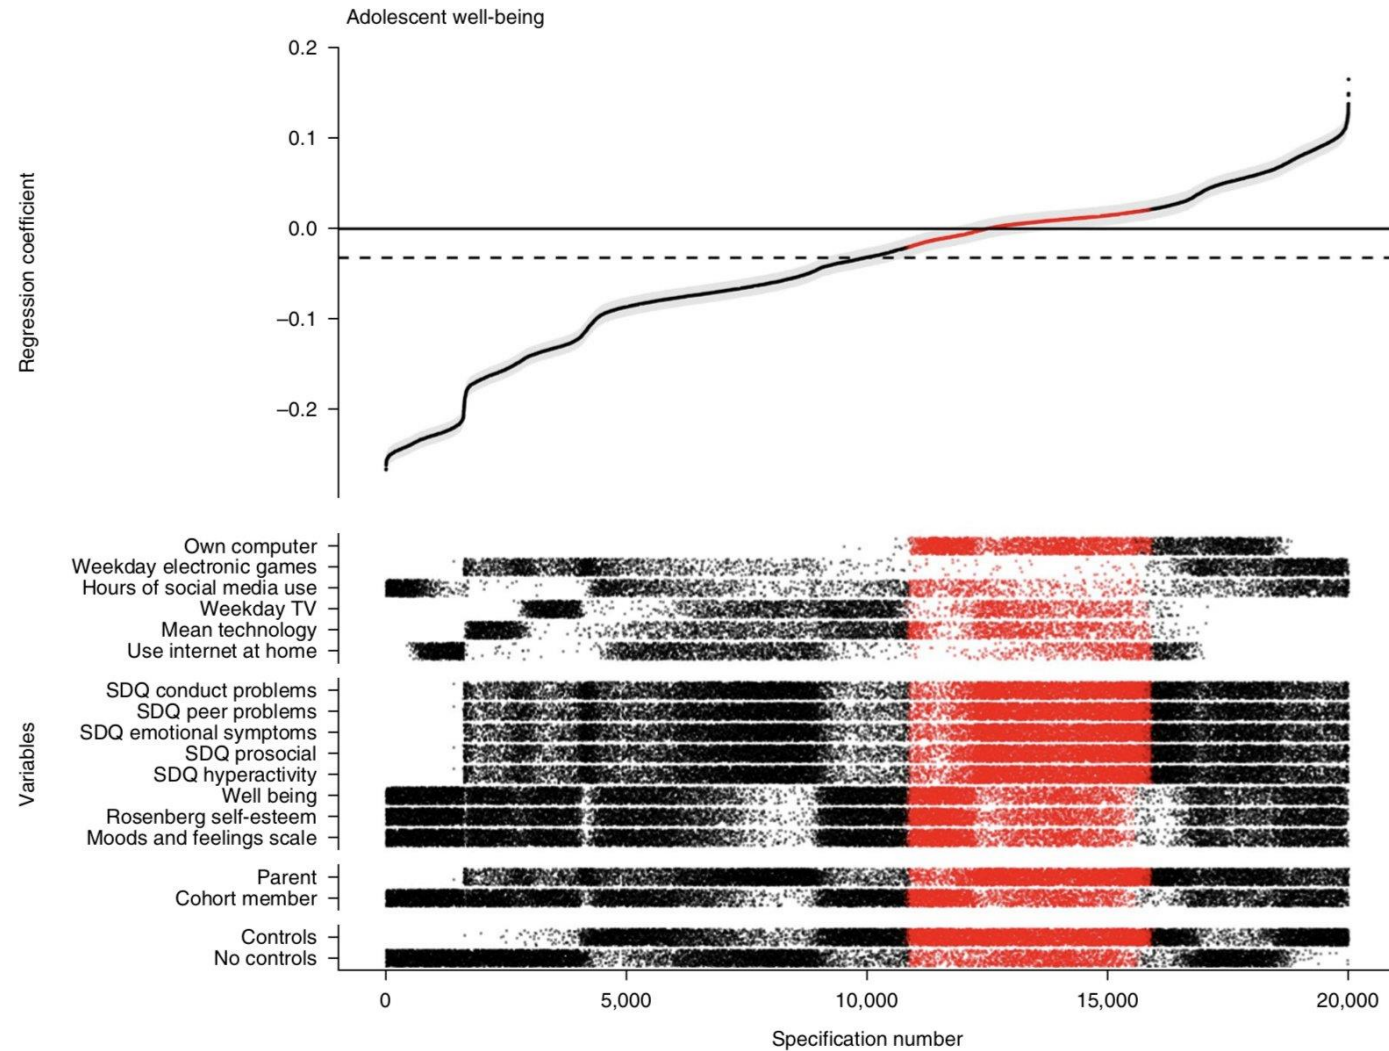 Adolescent well-being
Regression coefficient
0.2
0.1
0.0
–0.1
–0.2
Variables
Own computer
Weekday electronic games
Hours of social media use
Weekday TV
Mean technology
Use internet at home
SDQ conduct problems
SDQ peer problems
SDQ emotional symptoms
SDQ prosocial
SDQ hyperactivity
Well being
Rosenberg self-esteem
Moods and feelings scale
Parent
Cohort member
Controls
No controls
0 5,000 10,000 15,000 20,000
Specification number